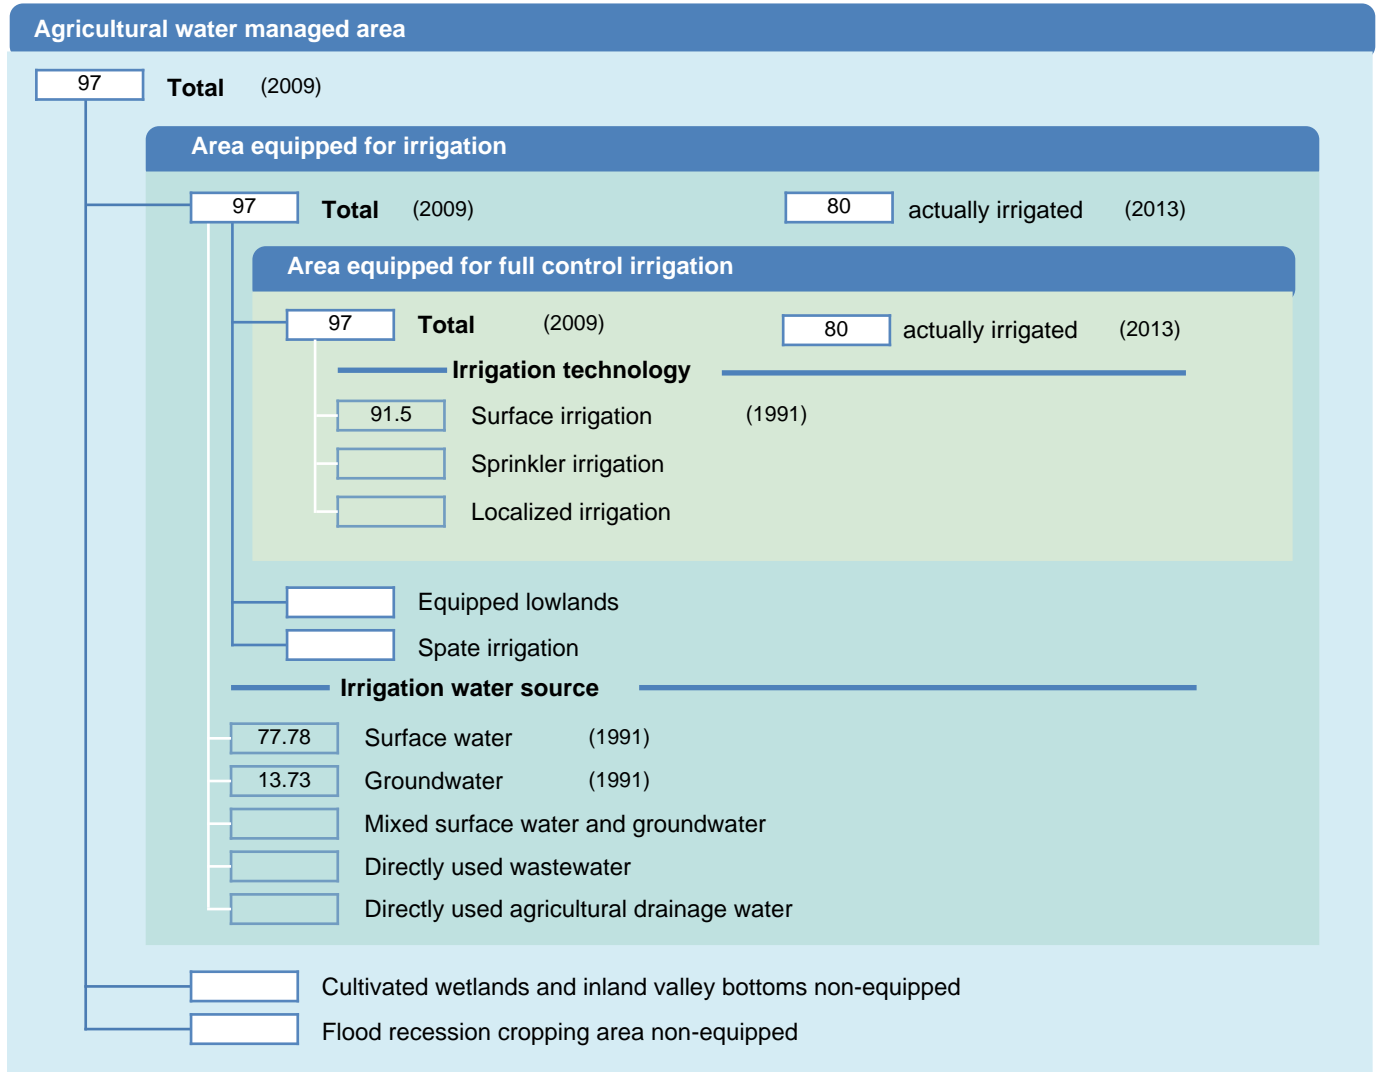 Agricultural water managed area
97 Total (2009)
Area equipped for irrigation
97 Total (2009) 80 actually irrigated (2013)
Area equipped for full control irrigation
97 Total (2009) 80 actually irrigated (2013)
Irrigation technology
91.5 Surface irrigation (1991)
Sprinkler irrigation
Localized irrigation
Equipped lowlands
Spate irrigation
Irrigation water source
77.78 Surface water (1991)
13.73 Groundwater (1991)
Mixed surface water and groundwater
Directly used wastewater
Directly used agricultural drainage water
Cultivated wetlands and inland valley bottoms non-equipped
Flood recession cropping area non-equipped